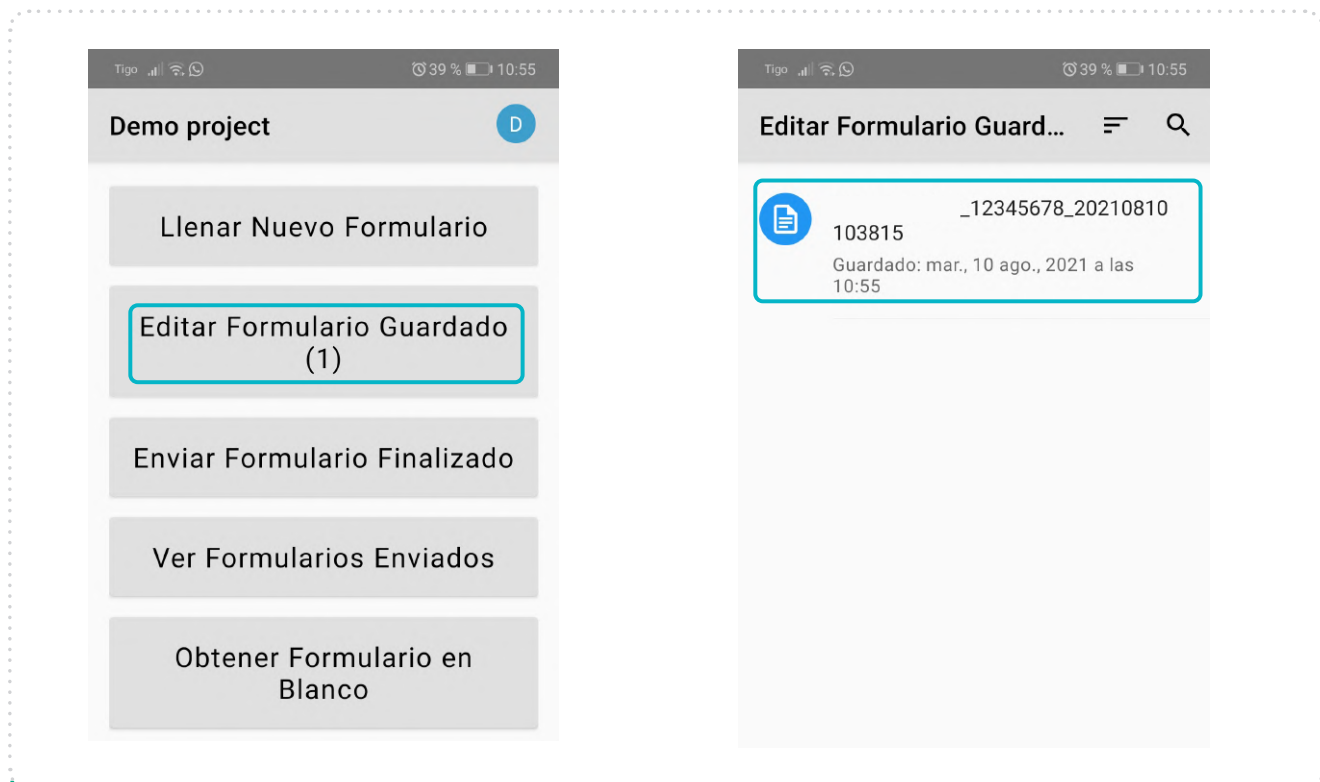 Tigo 39 % 10:55
Demo project D
Llenar Nuevo Formulario
Editar Formulario Guardado
(1)
Enviar Formulario Finalizado
Ver Formularios Enviados
Obtener Formulario en
Blanco
Tigo 39 % 10:55
Editar Formulario Guard...
_12345678_20210810
103815
Guardado: mar., 10 ago., 2021 a las
10:55